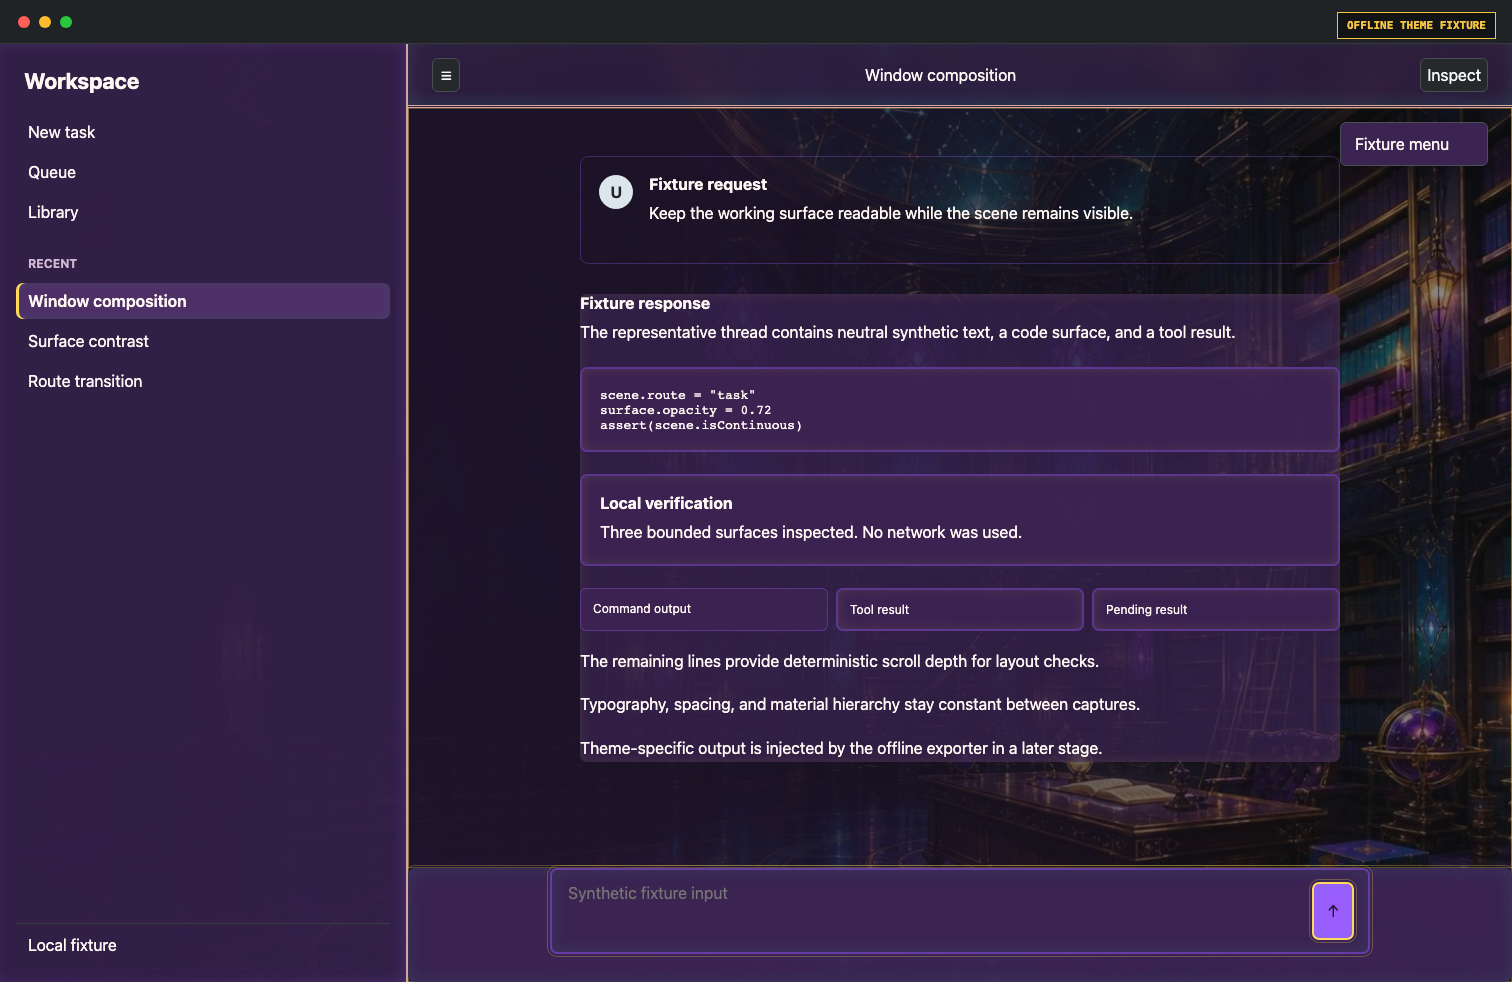 OFFLINE THEME FIXTURE
Workspace
New task
Queue
Library
RECENT
Window composition
Surface contrast
Route transition
Local fixture
Window composition
Inspect
Fixture menu
U
Fixture request
Keep the working surface readable while the scene remains visible.
Fixture response
The representative thread contains neutral synthetic text, a code surface, and a tool result.
scene.route = "task"
surface.opacity = 0.72
assert(scene.isContinuous)
Local verification
Three bounded surfaces inspected. No network was used.
Command output
Tool result
Pending result
The remaining lines provide deterministic scroll depth for layout checks.
Typography, spacing, and material hierarchy stay constant between captures.
Theme-specific output is injected by the offline exporter in a later stage.
Synthetic fixture input